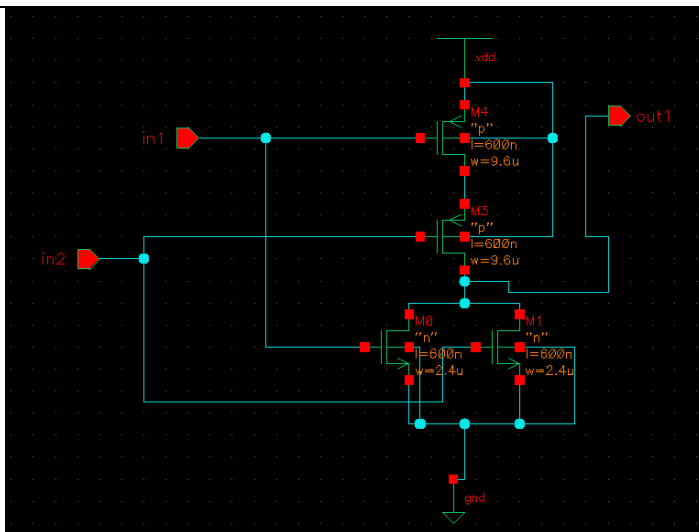 vdd
M4
"p"
l=600n
w=9.6u
in1
out1
M3
"p"
l=600n
w=9.6u
in2
M0
"n"
l=600n
w=2.4u
M1
"n"
l=600n
w=2.4u
gnd